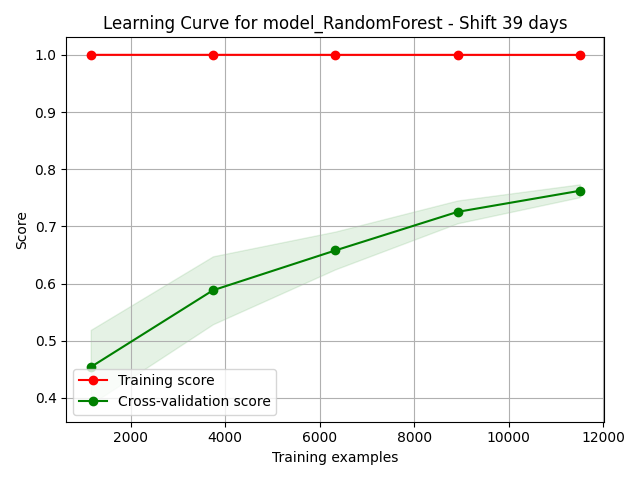 Learning Curve for model_RandomForest - Shift 39 days
Score
1.0
0.9
0.8
0.7
0.6
0.5
0.4
Training score
Cross-validation score
2000 4000 6000 8000 10000 12000
Training examples